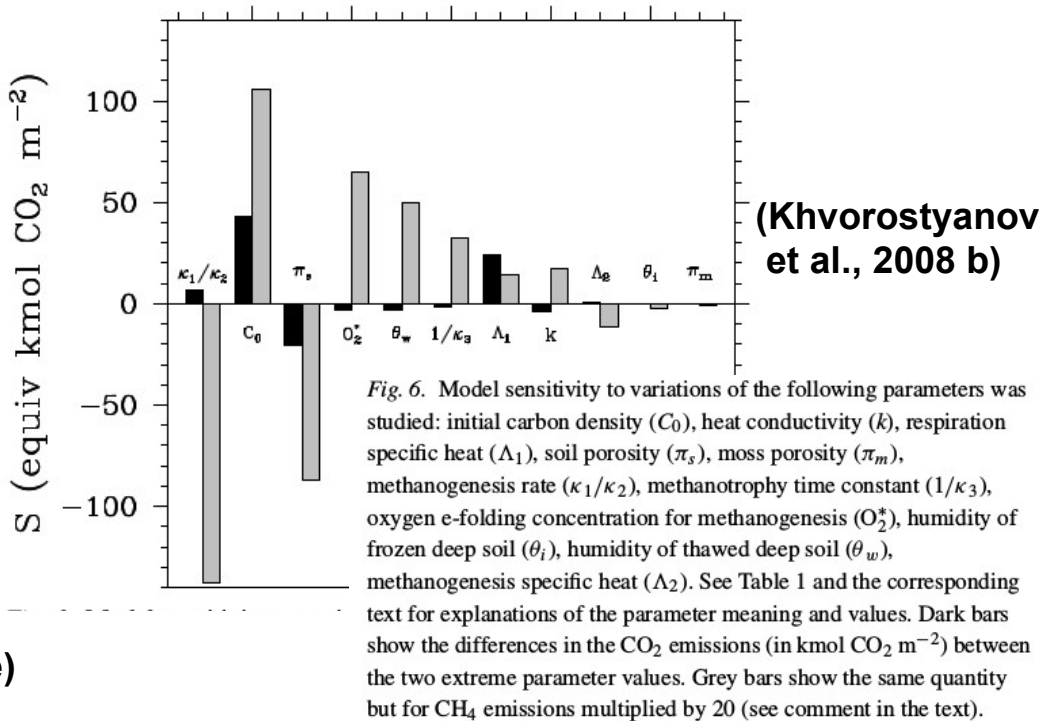 S (equiv kmol CO₂ m⁻²)
100
50
0
−50
−100
κ₁/κ₂
C₀
πₛ
O₂*
θ_w
1/κ₃
Λ₁
k
Λ₂
θᵢ
π_m
(Khvorostyanov
et al., 2008 b)
Fig. 6. Model sensitivity to variations of the following parameters was
studied: initial carbon density (C₀), heat conductivity (k), respiration
specific heat (Λ₁), soil porosity (πₛ), moss porosity (π_m),
methanogenesis rate (κ₁/κ₂), methanotrophy time constant (1/κ₃),
oxygen e-folding concentration for methanogenesis (O₂*), humidity of
frozen deep soil (θᵢ), humidity of thawed deep soil (θ_w),
methanogenesis specific heat (Λ₂). See Table 1 and the corresponding
text for explanations of the parameter meaning and values. Dark bars
show the differences in the CO₂ emissions (in kmol CO₂ m⁻²) between
the two extreme parameter values. Grey bars show the same quantity
but for CH₄ emissions multiplied by 20 (see comment in the text).